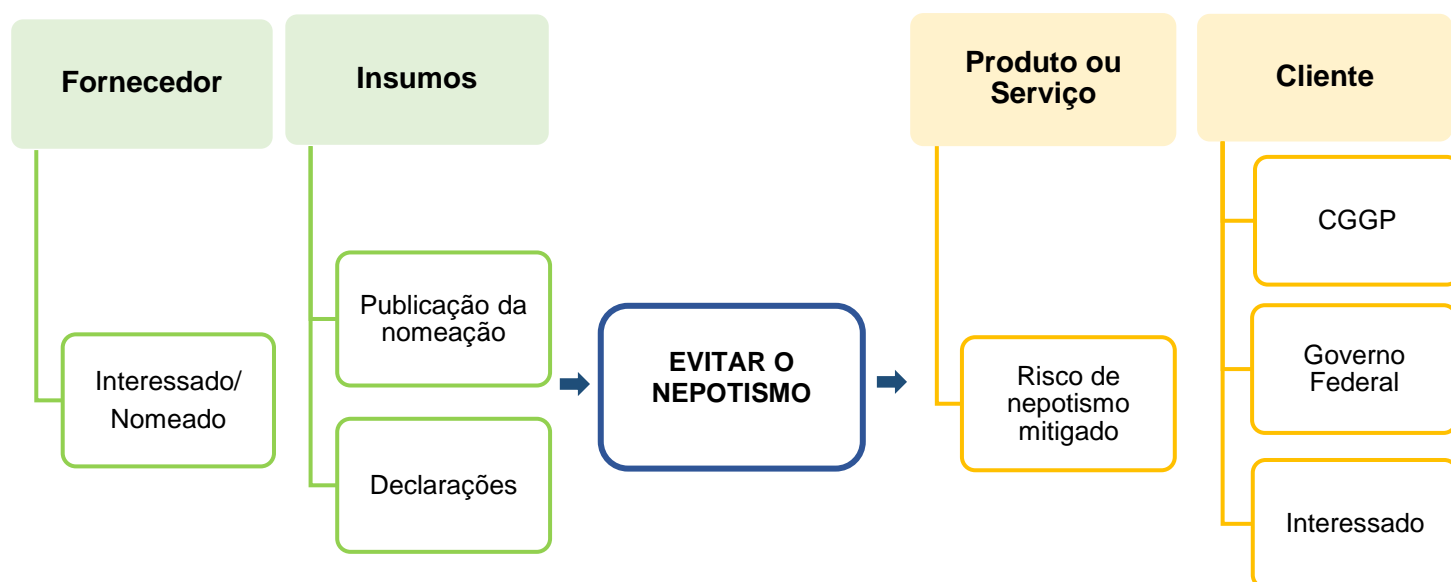 Fornecedor
Interessado/
Nomeado
Insumos
Publicação da
nomeação
Declarações
EVITAR O
NEPOTISMO
Produto ou
Serviço
Risco de
nepotismo
mitigado
Cliente
CGGP
Governo
Federal
Interessado